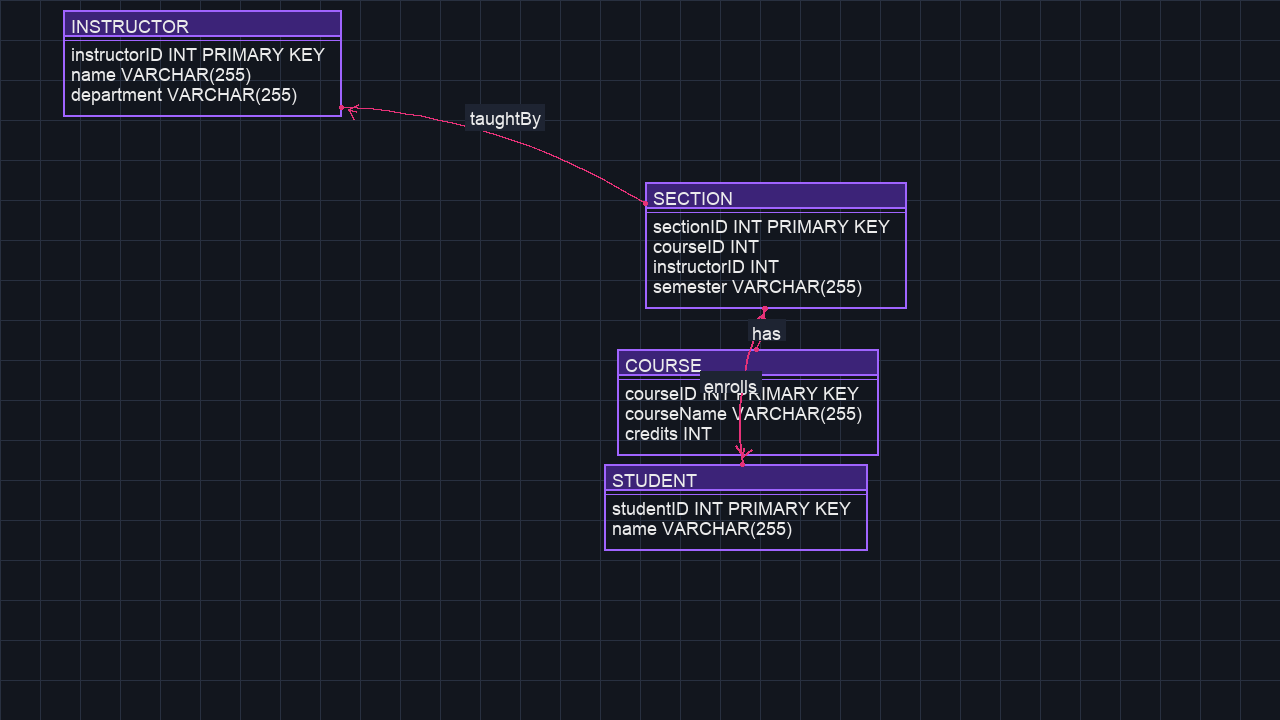 INSTRUCTOR
instructorID INT PRIMARY KEY
name VARCHAR(255)
department VARCHAR(255)
taughtBy
SECTION
sectionID INT PRIMARY KEY
courseID INT
instructorID INT
semester VARCHAR(255)
has
COURSE
enrolls
courseID INT PRIMARY KEY
courseName VARCHAR(255)
credits INT
STUDENT
studentID INT PRIMARY KEY
name VARCHAR(255)